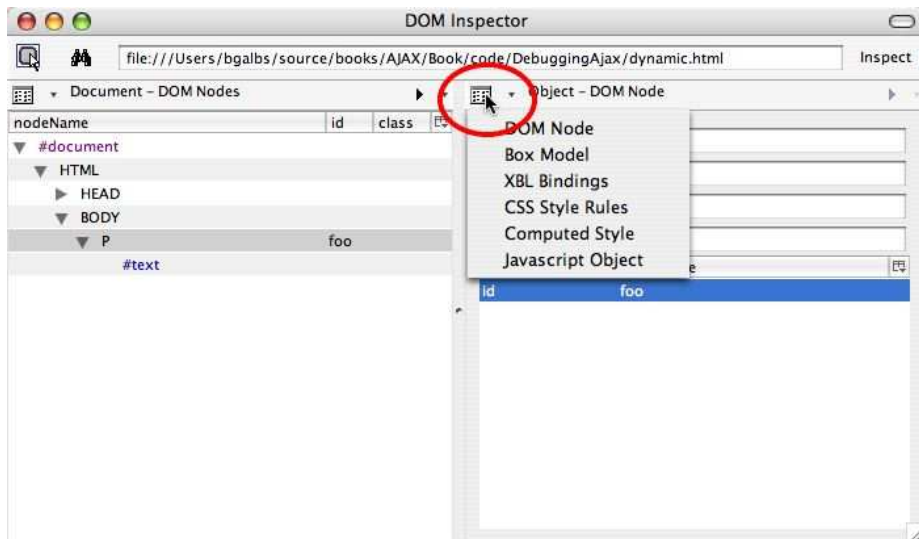 DOM Inspector
file:///Users/bgalbs/source/books/AJAX/Book/code/DebuggingAjax/dynamic.html
Inspect
Document – DOM Nodes
nodeName id class
#document
HTML
HEAD
BODY
P foo
#text
Object – DOM Node
DOM Node
Box Model
XBL Bindings
CSS Style Rules
Computed Style
Javascript Object
id foo